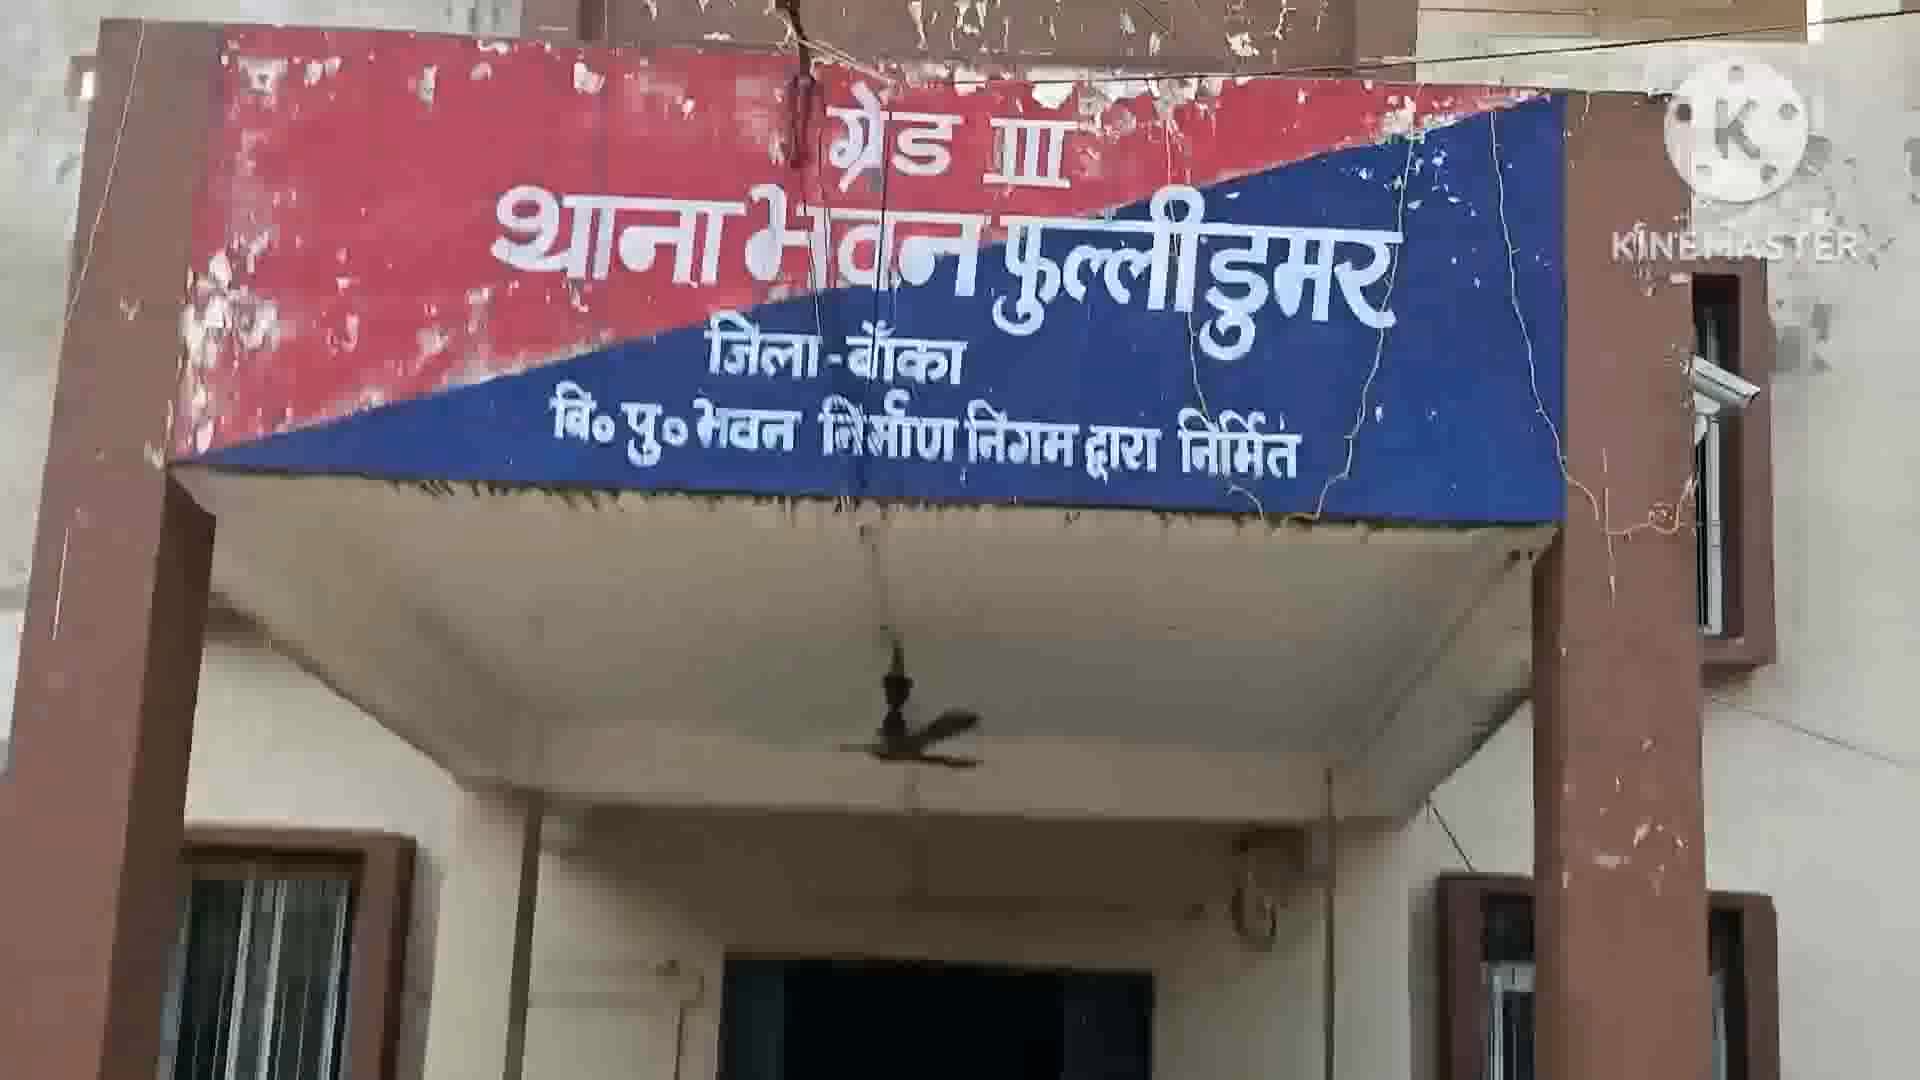 ग्रेड III
थाना भवन फुल्लीडुमर
जिला-बाँका
बि० पु० भवन निर्माण निगम द्वारा निर्मित
K
KINEMASTER